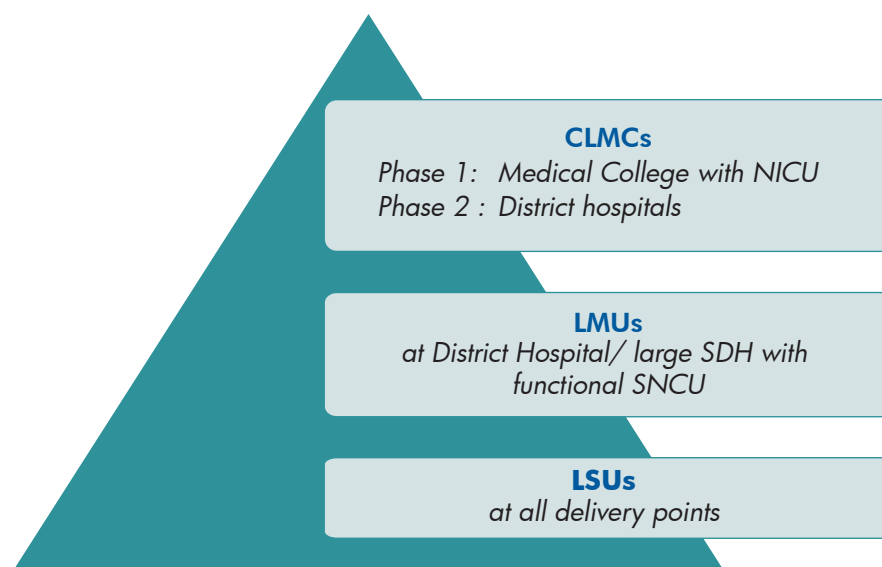 CLMCs
Phase 1: Medical College with NICU
Phase 2 : District hospitals
LMUs
at District Hospital/ large SDH with
functional SNCU
LSUs
at all delivery points